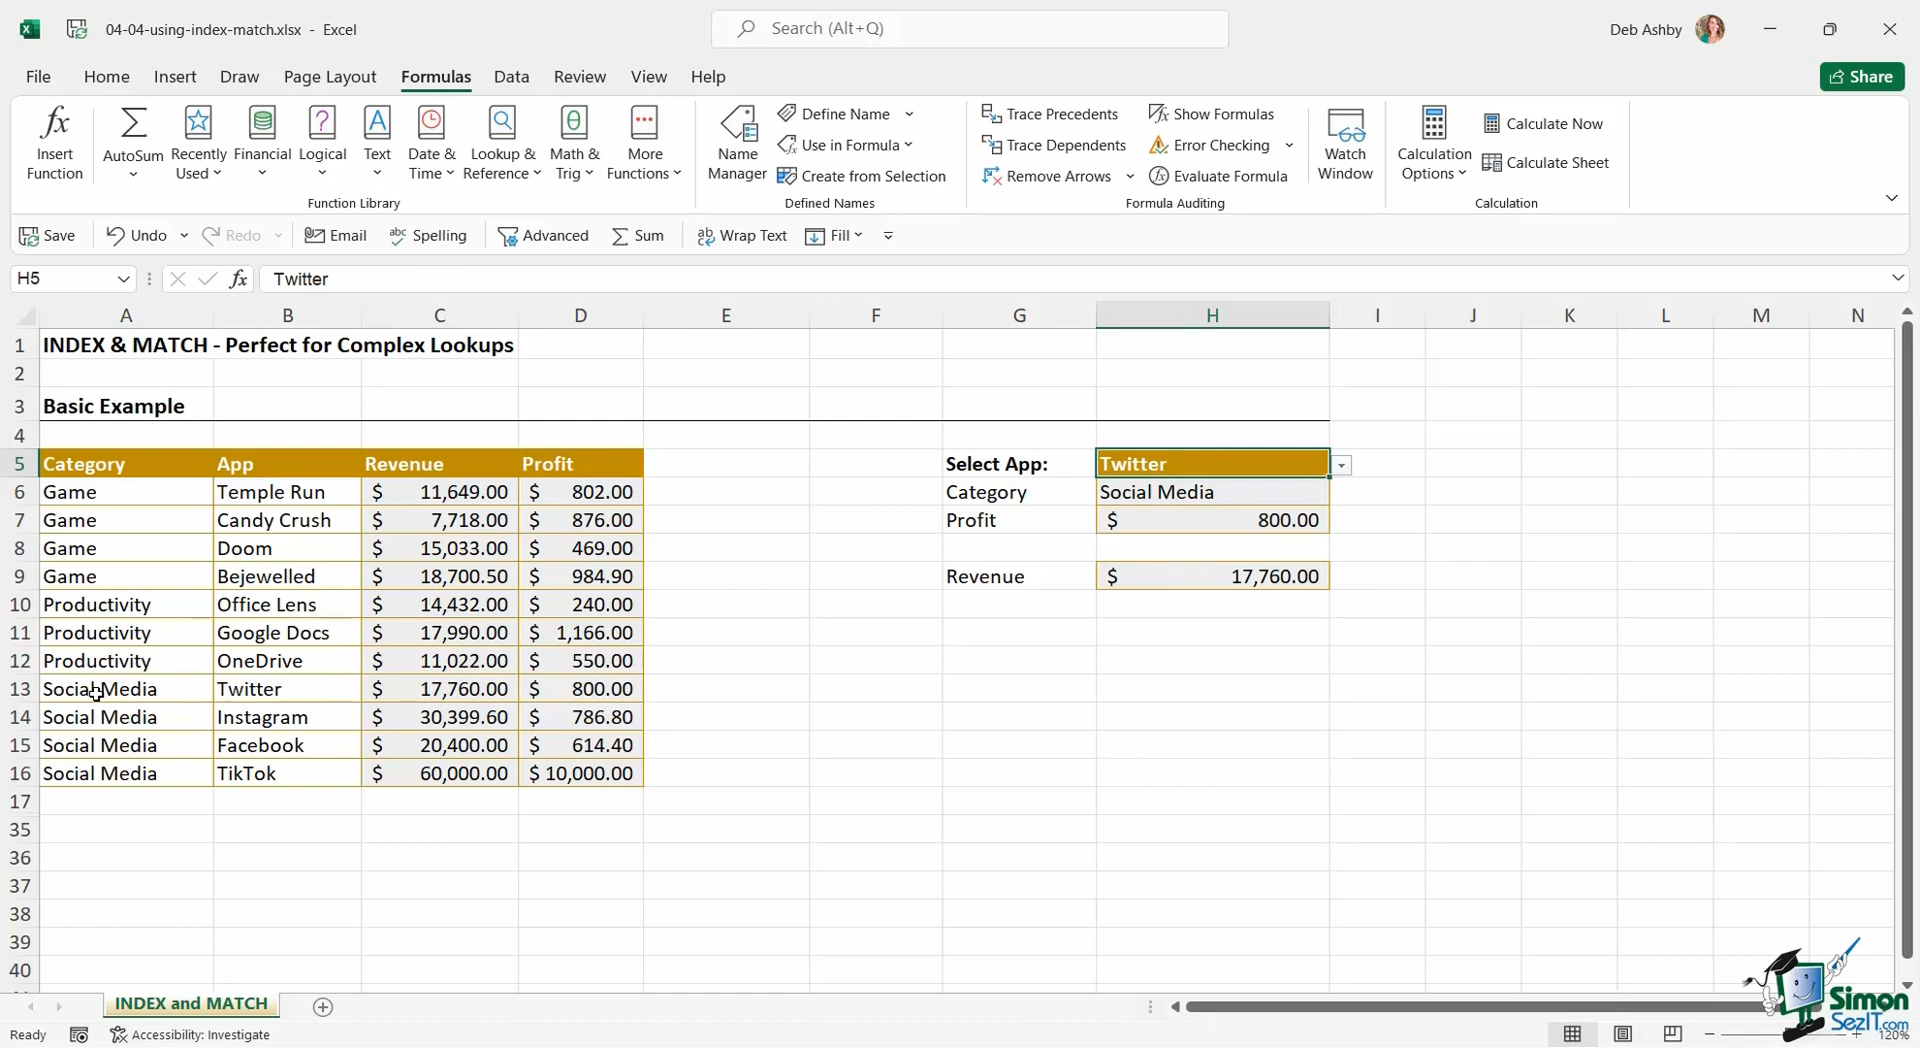 04-04-using-index-match.xlsx - Excel
Search (Alt+Q)
Deb Ashby
File Home Insert Draw Page Layout Formulas Data Review View Help
Share
Insert Function
AutoSum
Recently Used
Financial
Logical
Text
Date & Time
Lookup & Reference
Math & Trig
More Functions
Function Library
Name Manager
Define Name
Use in Formula
Create from Selection
Defined Names
Trace Precedents
Trace Dependents
Remove Arrows
Show Formulas
Error Checking
Evaluate Formula
Formula Auditing
Watch Window
Calculation Options
Calculate Now
Calculate Sheet
Calculation
Save Undo Redo Email Spelling Advanced Sum Wrap Text Fill
H5 fx Twitter
A B C D E F G H I J K L M N
1 INDEX & MATCH - Perfect for Complex Lookups
2
3 Basic Example
4
5 Category App Revenue Profit Select App: Twitter
6 Game Temple Run $ 11,649.00 $ 802.00 Category Social Media
7 Game Candy Crush $ 7,718.00 $ 876.00 Profit $ 800.00
8 Game Doom $ 15,033.00 $ 469.00
9 Game Bejewelled $ 18,700.50 $ 984.90 Revenue $ 17,760.00
10 Productivity Office Lens $ 14,432.00 $ 240.00
11 Productivity Google Docs $ 17,990.00 $ 1,166.00
12 Productivity OneDrive $ 11,022.00 $ 550.00
13 Social Media Twitter $ 17,760.00 $ 800.00
14 Social Media Instagram $ 30,399.60 $ 786.80
15 Social Media Facebook $ 20,400.00 $ 614.40
16 Social Media TikTok $ 60,000.00 $ 10,000.00
17
35
36
37
38
39
40
INDEX and MATCH
Simon
SezIT.com
Ready Accessibility: Investigate 120%